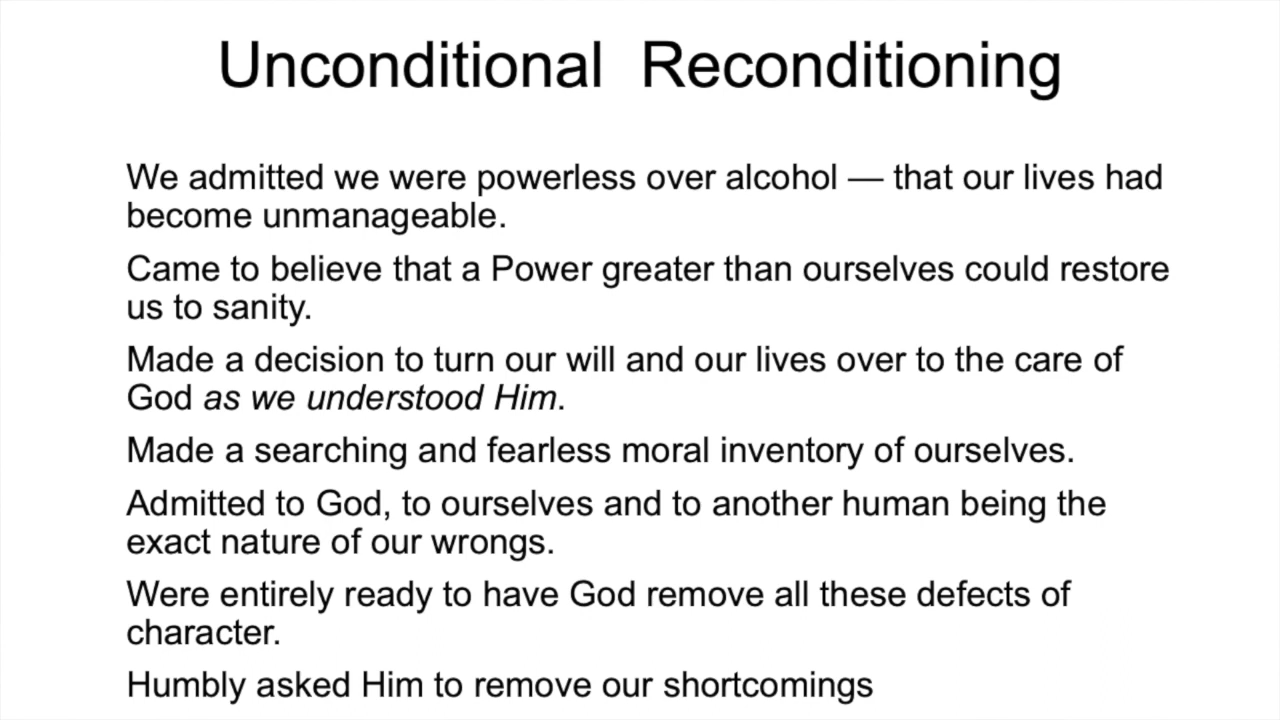 Unconditional Reconditioning
We admitted we were powerless over alcohol — that our lives had
become unmanageable.
Came to believe that a Power greater than ourselves could restore
us to sanity.
Made a decision to turn our will and our lives over to the care of
God as we understood Him.
Made a searching and fearless moral inventory of ourselves.
Admitted to God, to ourselves and to another human being the
exact nature of our wrongs.
Were entirely ready to have God remove all these defects of
character.
Humbly asked Him to remove our shortcomings